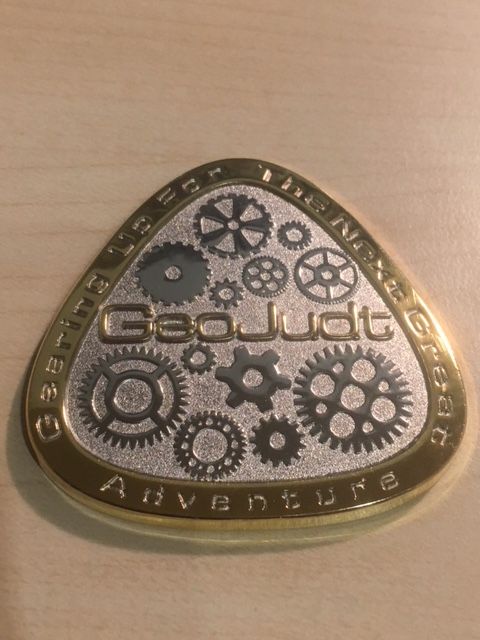 Gearing Up For The Next Great
GeoJudt
Adventure